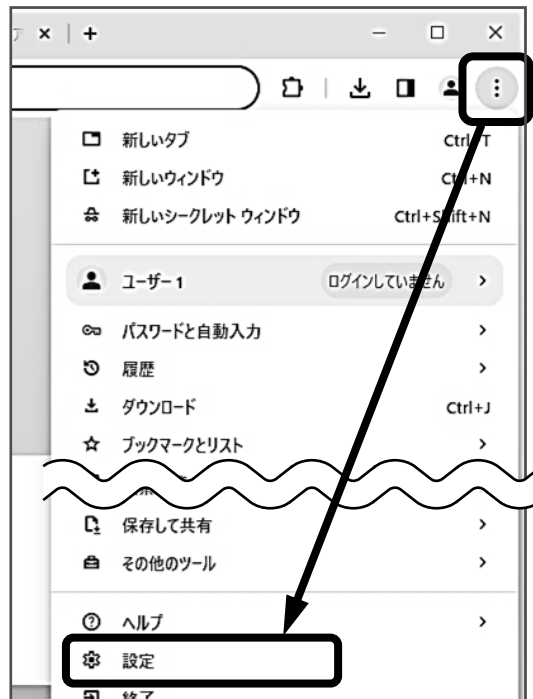 新しいタブ Ctrl+T
新しいウィンドウ Ctrl+N
新しいシークレット ウィンドウ Ctrl+Shift+N
ユーザー 1 ログインしていません
パスワードと自動入力
履歴
ダウンロード Ctrl+J
ブックマークとリスト
保存して共有
その他のツール
ヘルプ
設定
終了